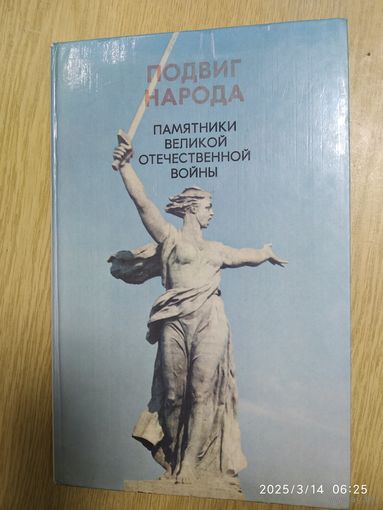 ПОДВИГ
НАРОДА
ПАМЯТНИКИ
ВЕЛИКОЙ
ОТЕЧЕСТВЕННОЙ
ВОЙНЫ
2025/3/14 06:25